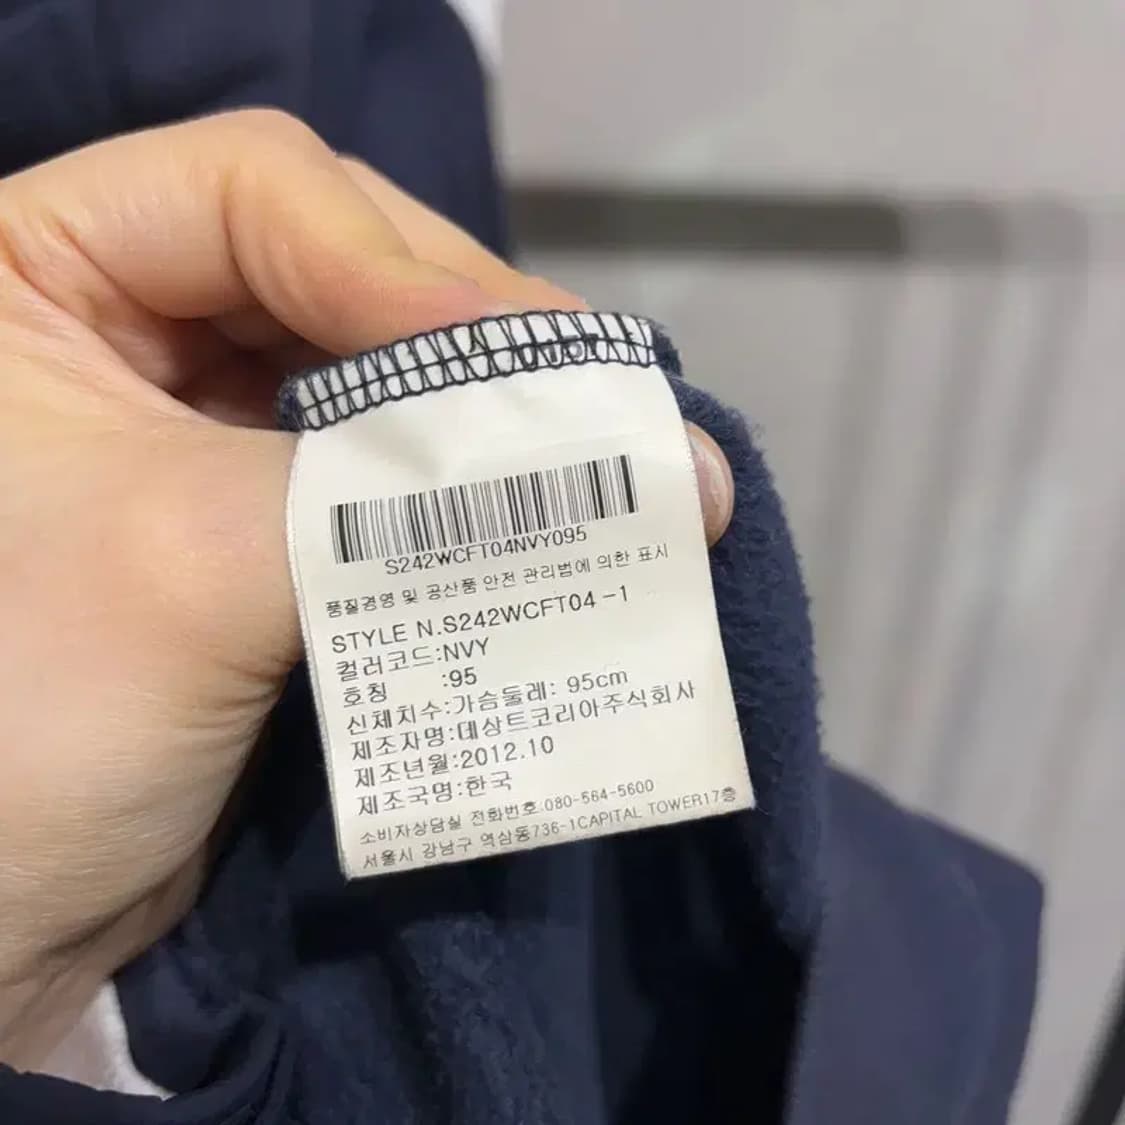 S242WCFT04NVY095
품질경영 및 공산품 안전 관리법에 의한 표시
STYLE N.S242WCFT04-1
컬러코드:NVY
호칭 :95
신체치수:가슴둘레: 95cm
제조자명:데상트코리아주식회사
제조년월:2012.10
제조국명:한국
소비자상담실 전화번호:080-564-5600
서울시 강남구 역삼동736-1CAPITAL TOWER17층